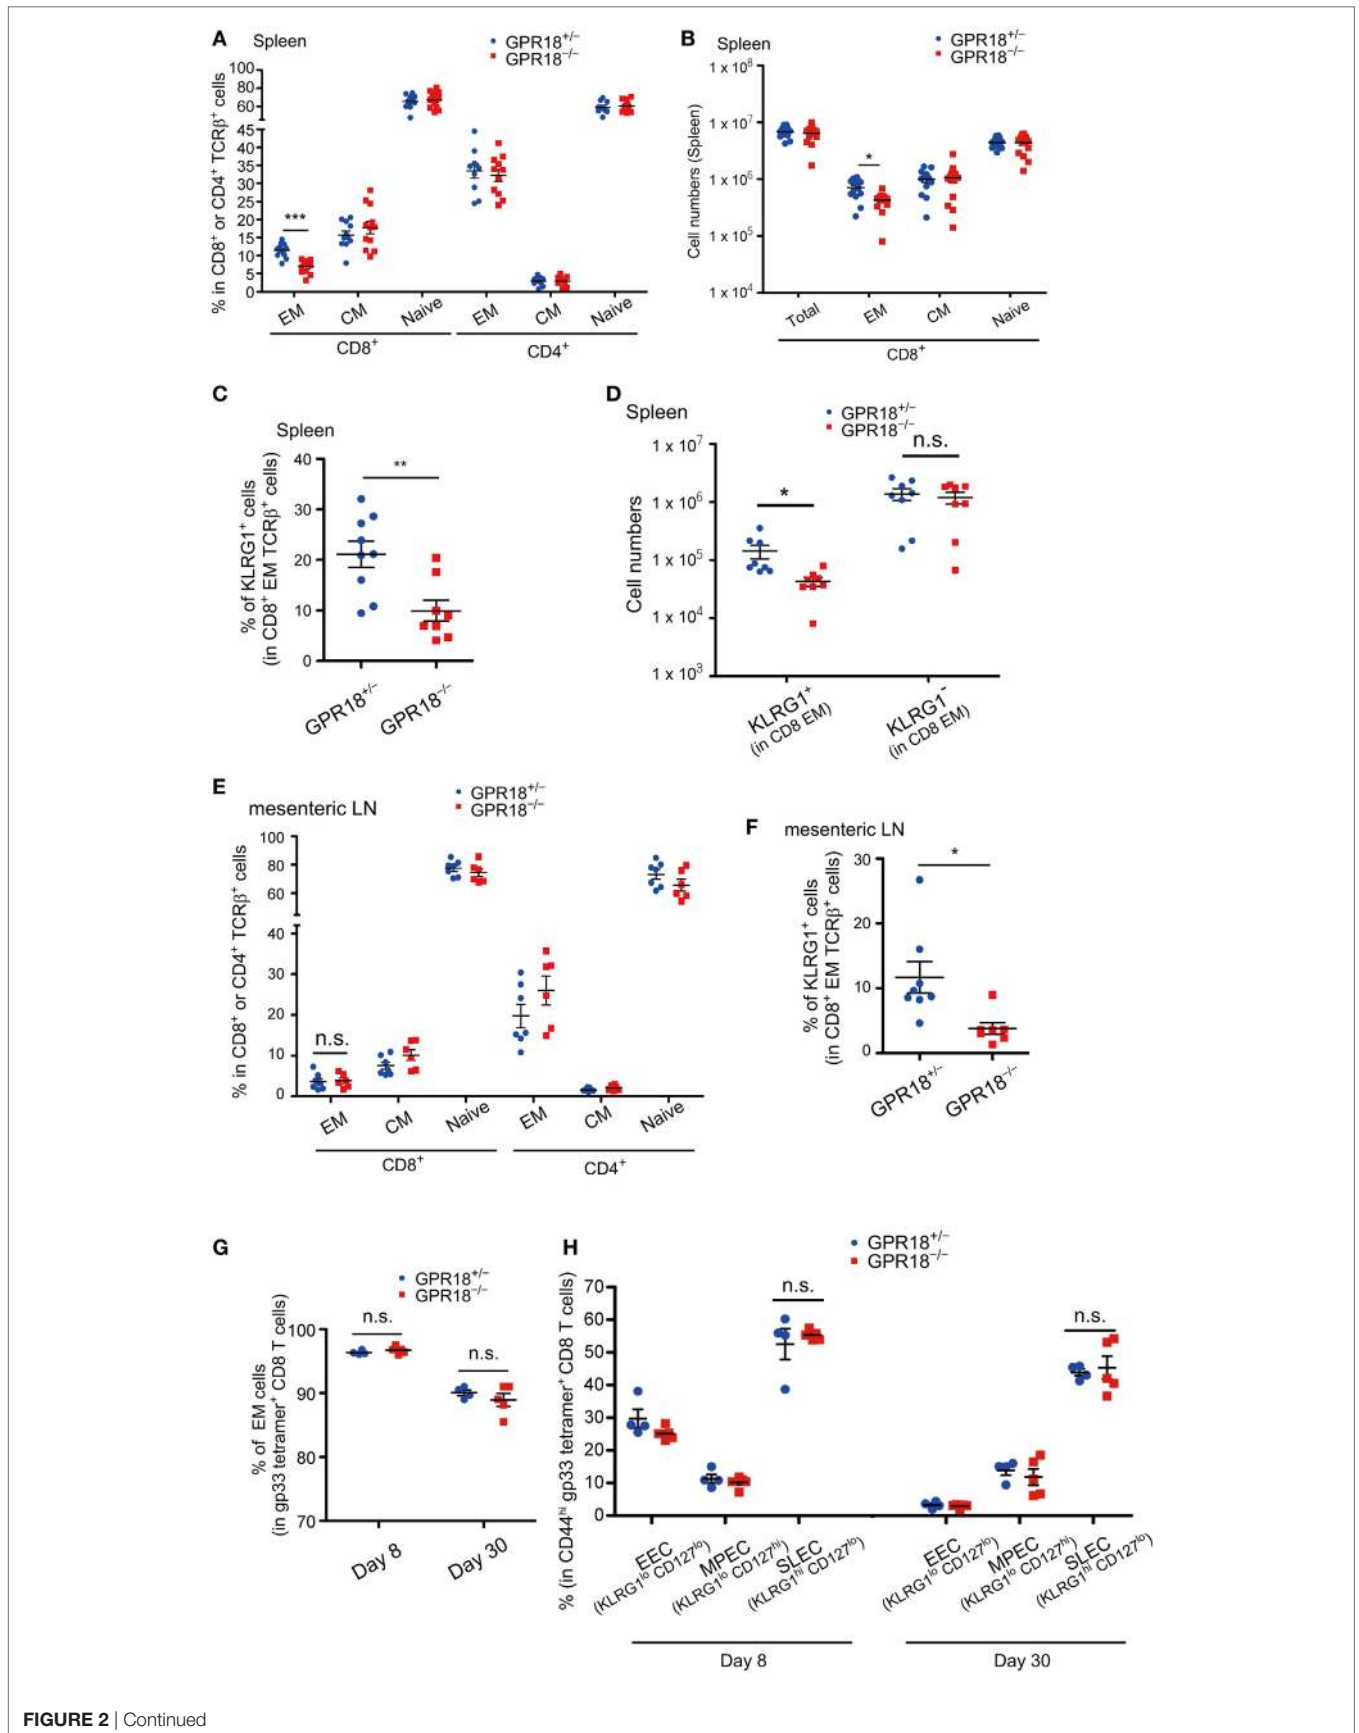 A
Spleen
GPR18+/–
GPR18–/–
% in CD8+ or CD4+ TCRβ+ cells
100
80
60
45
40
35
30
25
20
15
10
5
0
***
EM
CM
Naive
EM
CM
Naive
CD8+
CD4+
B
Spleen
GPR18+/–
GPR18–/–
Cell numbers (Spleen)
1 x 10^8
1 x 10^7
1 x 10^6
1 x 10^5
1 x 10^4
*
Total
EM
CM
Naive
CD8+
C
Spleen
% of KLRG1+ cells
(in CD8+ EM TCRβ+ cells)
40
30
20
10
0
**
GPR18+/–
GPR18–/–
D
Spleen
GPR18+/–
GPR18–/–
Cell numbers
1 x 10^7
1 x 10^6
1 x 10^5
1 x 10^4
1 x 10^3
*
n.s.
KLRG1+
(in CD8 EM)
KLRG1-
(in CD8 EM)
E
mesenteric LN
GPR18+/–
GPR18–/–
% in CD8+ or CD4+ TCRβ+ cells
100
80
60
40
30
20
10
0
n.s.
EM
CM
Naive
EM
CM
Naive
CD8+
CD4+
F
mesenteric LN
% of KLRG1+ cells
(in CD8+ EM TCRβ+ cells)
30
20
10
0
*
GPR18+/–
GPR18–/–
G
GPR18+/–
GPR18–/–
% of EM cells
(in gp33 tetramer+ CD8 T cells)
100
90
80
70
n.s.
n.s.
Day 8
Day 30
H
GPR18+/–
GPR18–/–
% (in CD44hi gp33 tetramer+ CD8 T cells)
70
60
50
40
30
20
10
0
n.s.
n.s.
EEC
(KLRG1lo CD127lo)
MPEC
(KLRG1lo CD127hi)
SLEC
(KLRG1hi CD127lo)
EEC
(KLRG1lo CD127lo)
MPEC
(KLRG1lo CD127hi)
SLEC
(KLRG1hi CD127lo)
Day 8
Day 30
FIGURE 2 | Continued